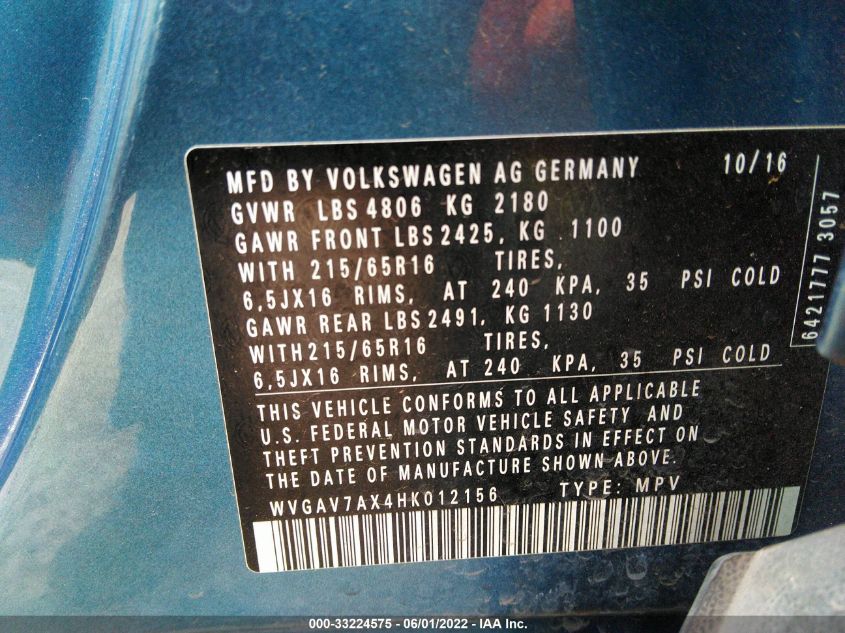 MFD BY VOLKSWAGEN AG GERMANY 10/16
GVWR LBS 4806 KG 2180
GAWR FRONT LBS 2425, KG 1100
WITH 215/65R16 TIRES,
6,5JX16 RIMS, AT 240 KPA, 35 PSI COLD
GAWR REAR LBS 2491, KG 1130
WITH215/65R16 TIRES,
6,5JX16 RIMS, AT 240 KPA, 35 PSI COLD
6421777 3057
THIS VEHICLE CONFORMS TO ALL APPLICABLE
U.S. FEDERAL MOTOR VEHICLE SAFETY AND
THEFT PREVENTION STANDARDS IN EFFECT ON
THE DATE OF MANUFACTURE SHOWN ABOVE.
WVGAV7AX4HK012156 TYPE: MPV
000-33224575 - 06/01/2022 - IAA Inc.